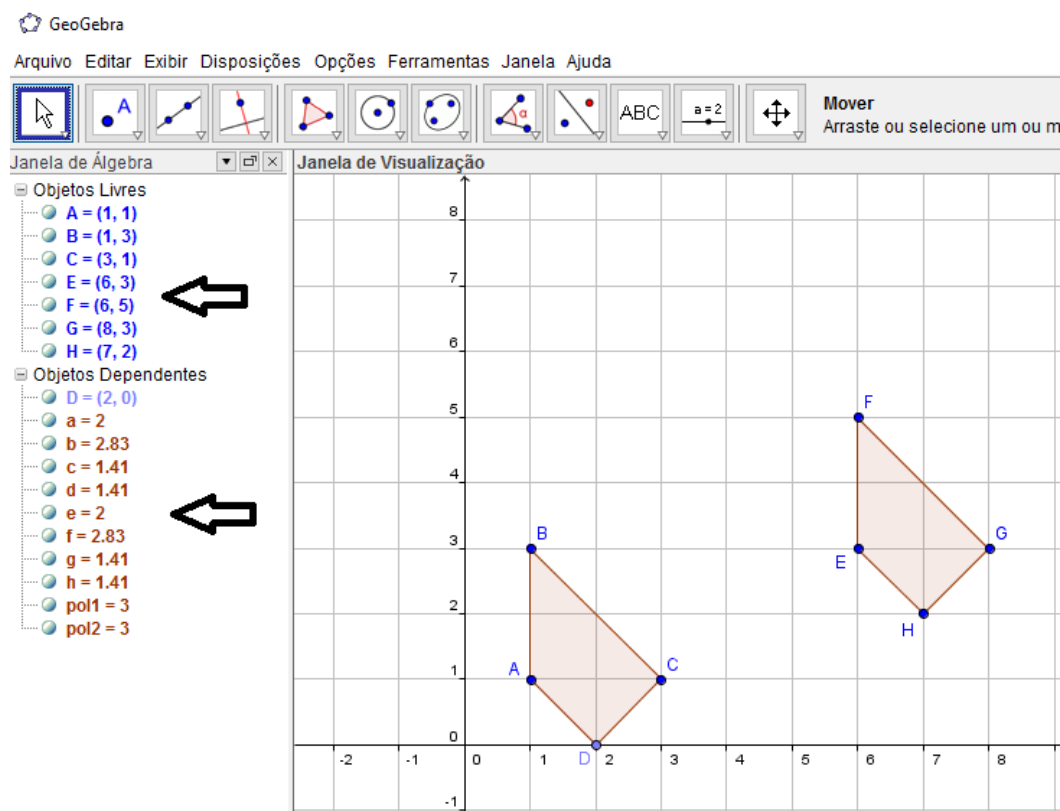 GeoGebra
Arquivo Editar Exibir Disposições Opções Ferramentas Janela Ajuda
A
α
ABC
a=2
Mover
Arraste ou selecione um ou m
Janela de Álgebra
Janela de Visualização
Objetos Livres
A = (1, 1)
B = (1, 3)
C = (3, 1)
E = (6, 3)
F = (6, 5)
G = (8, 3)
H = (7, 2)
Objetos Dependentes
D = (2, 0)
a = 2
b = 2.83
c = 1.41
d = 1.41
e = 2
f = 2.83
g = 1.41
h = 1.41
pol1 = 3
pol2 = 3
8
7
6
5
4
3
2
1
0
-1
F
B
G
E
H
A
C
D
-2 -1 0 1 2 3 4 5 6 7 8